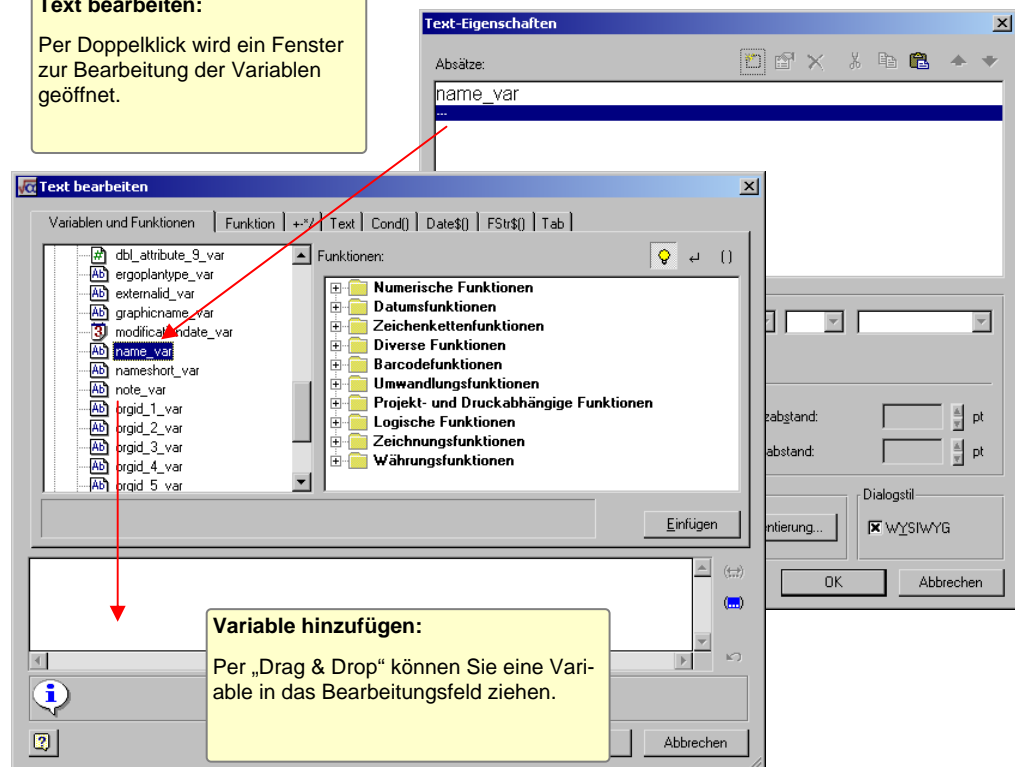 Text bearbeiten:
Per Doppelklick wird ein Fenster
zur Bearbeitung der Variablen
geöffnet.
Text-Eigenschaften
Absätze:
name_var
...
Text bearbeiten
Variablen und Funktionen
Funktion
+-*/
Text
Cond()
Date$()
FStr$()
Tab
dbl_attribute_9_var
ergoplantype_var
externalid_var
graphicname_var
modificationdate_var
name_var
nameshort_var
note_var
orgid_1_var
orgid_2_var
orgid_3_var
orgid_4_var
orgid_5_var
Funktionen:
Numerische Funktionen
Datumsfunktionen
Zeichenkettenfunktionen
Diverse Funktionen
Barcodefunktionen
Umwandlungsfunktionen
Projekt- und Druckabhängige Funktionen
Logische Funktionen
Zeichnungsfunktionen
Währungsfunktionen
Einfügen
zabstand:
pt
abstand:
pt
Dialogstil
ntierung...
WYSIWYG
OK
Abbrechen
Variable hinzufügen:
Per „Drag & Drop“ können Sie eine Vari-
able in das Bearbeitungsfeld ziehen.
Abbrechen